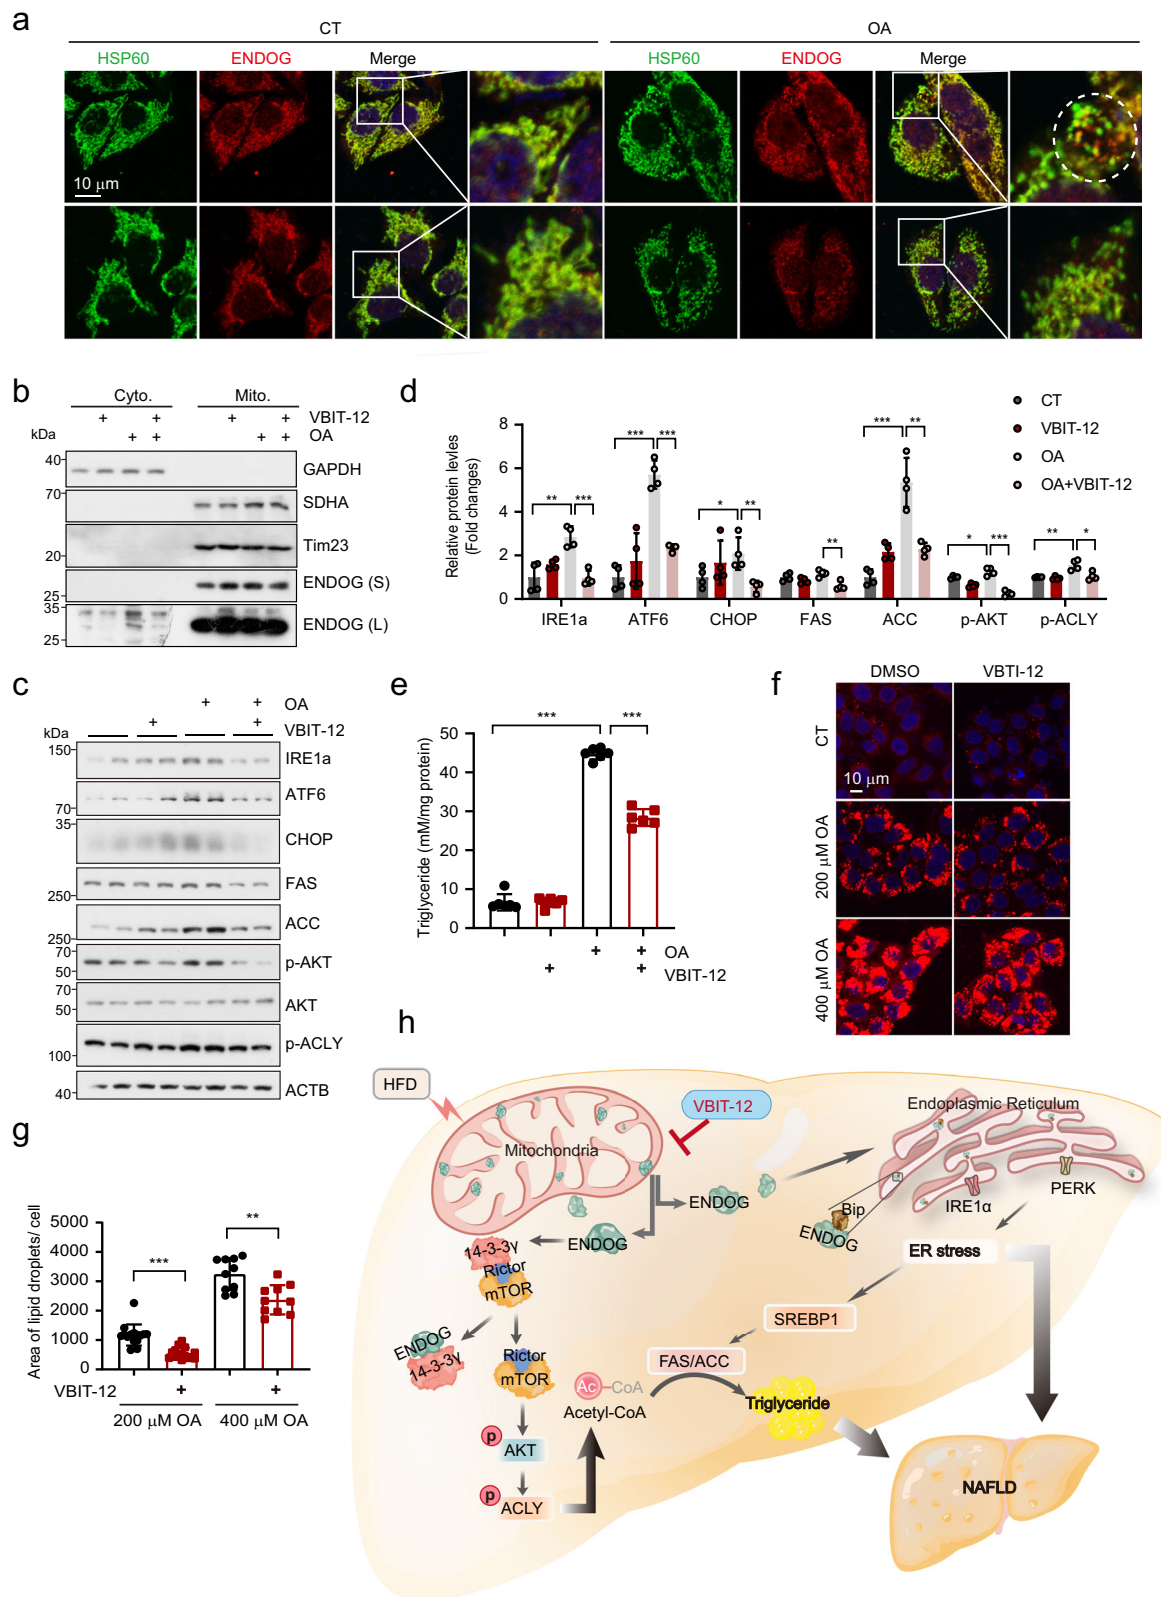 a
CT
OA
HSP60 ENDOG Merge
HSP60 ENDOG Merge
10 μm
b
Cyto. Mito.
+ + + VBIT-12
kDa + + + + OA
40 GAPDH
70 SDHA
Tim23
20
ENDOG (S)
25
35 ENDOG (L)
25
c
+ + OA
+ + VBIT-12
kDa
150 IRE1a
ATF6
70
35
CHOP
FAS
250
ACC
250
70 p-AKT
50
70 AKT
50
p-ACLY
100
ACTB
40
d
Relative protein levles
(Fold changes)
8
6
4
2
0
** *** *** *** * ** ** *** ** * *** ** *
IRE1a ATF6 CHOP FAS ACC p-AKT p-ACLY
CT
VBIT-12
OA
OA+VBIT-12
e
Triglyceride (mM/mg protein)
50
40
30
20
10
0
*** ***
+ + OA
+ + VBIT-12
f
DMSO VBTI-12
CT
10 μm
200 μM OA
400 μM OA
g
Area of lipid droplets/ cell
5000
4000
3000
2000
1000
0
*** **
VBIT-12 + +
200 μM OA 400 μM OA
h
HFD
VBIT-12
Mitochondria
Endoplasmic Reticulum
PERK
IRE1α
ENDOG
Bip
ENDOG
ENDOG
14-3-3γ
Rictor
mTOR
ER stress
SREBP1
ENDOG
14-3-3γ
Rictor
mTOR
FAS/ACC
Ac CoA
Acetyl-CoA
Triglyceride
p
AKT
p
ACLY
NAFLD